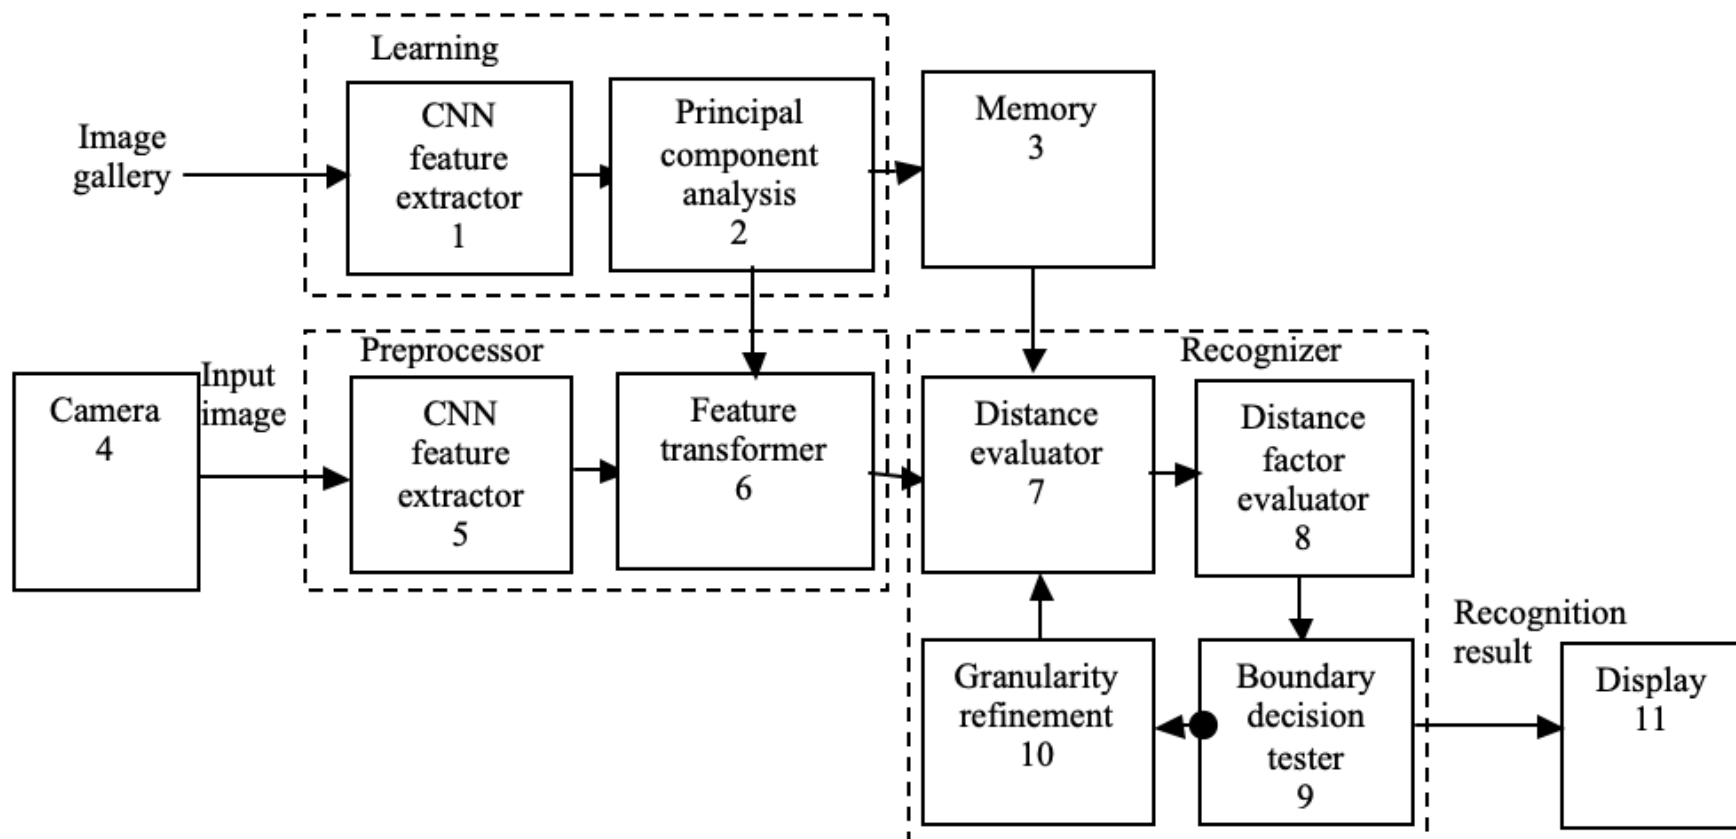 Learning
Image
gallery
CNN
feature
extractor
1
Principal
component
analysis
2
Memory
3
Camera
4
Input
image
Preprocessor
CNN
feature
extractor
5
Feature
transformer
6
Recognizer
Distance
evaluator
7
Distance
factor
evaluator
8
Granularity
refinement
10
Boundary
decision
tester
9
Recognition
result
Display
11